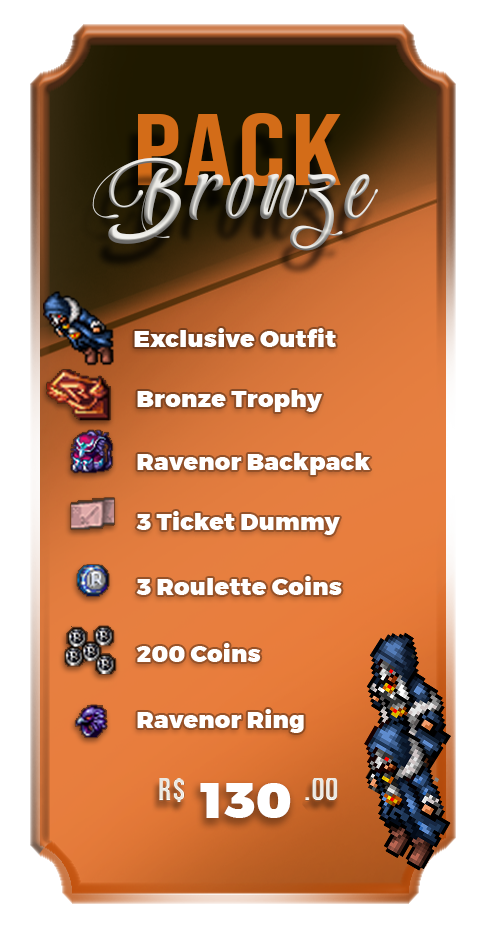 PACK
Bronze
Exclusive Outfit
Bronze Trophy
Ravenor Backpack
3 Ticket Dummy
3 Roulette Coins
200 Coins
Ravenor Ring
R$ 130 .00